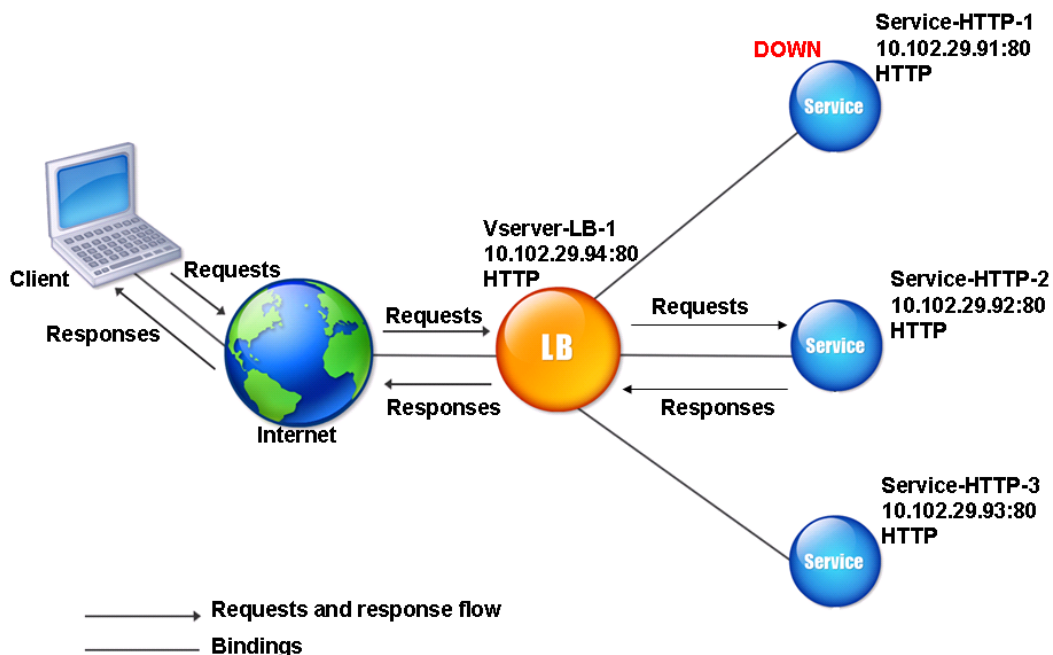 Service-HTTP-1
10.102.29.91:80
HTTP
DOWN
Service
Vserver-LB-1
10.102.29.94:80
HTTP
Client
Requests
Responses
Internet
Requests
Responses
LB
Requests
Responses
Service-HTTP-2
10.102.29.92:80
HTTP
Service
Service-HTTP-3
10.102.29.93:80
HTTP
Service
Requests and response flow
Bindings